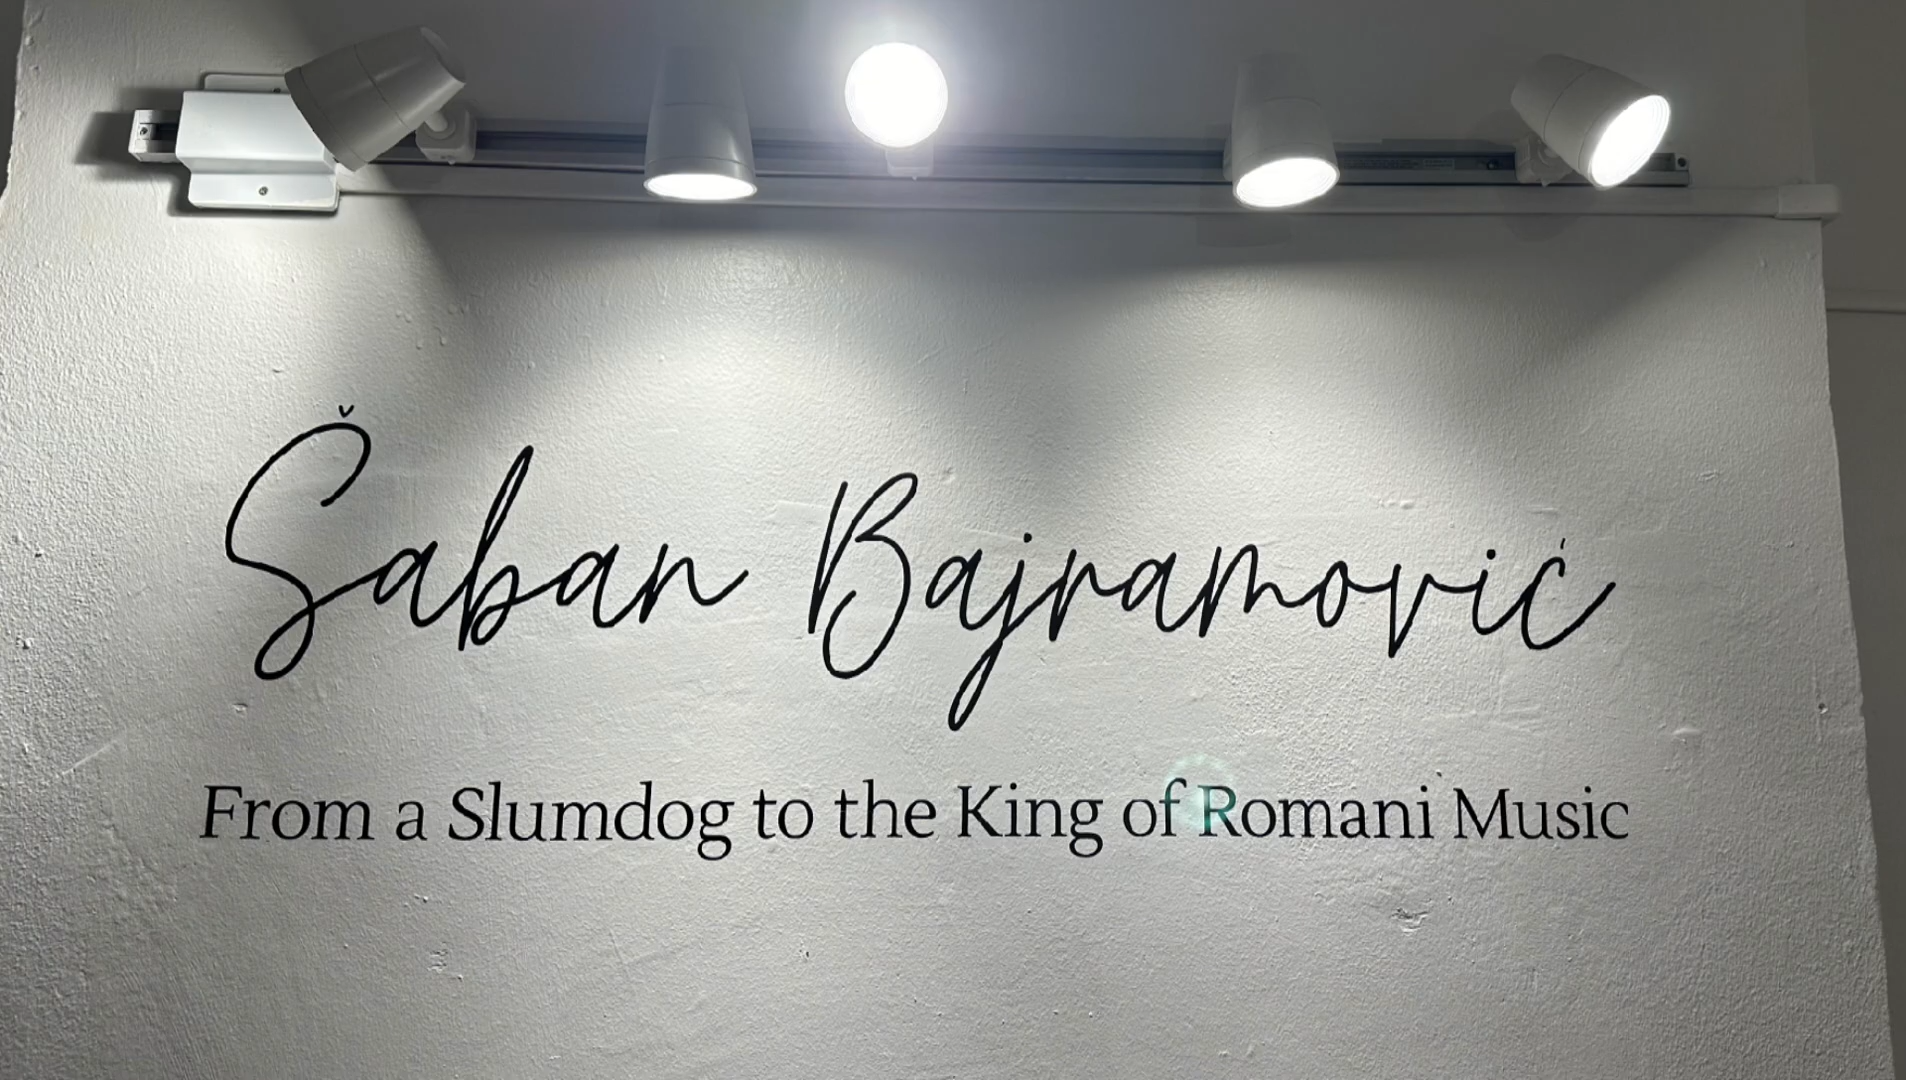 Šaban Bajramović
From a Slumdog to the King of Romani Music